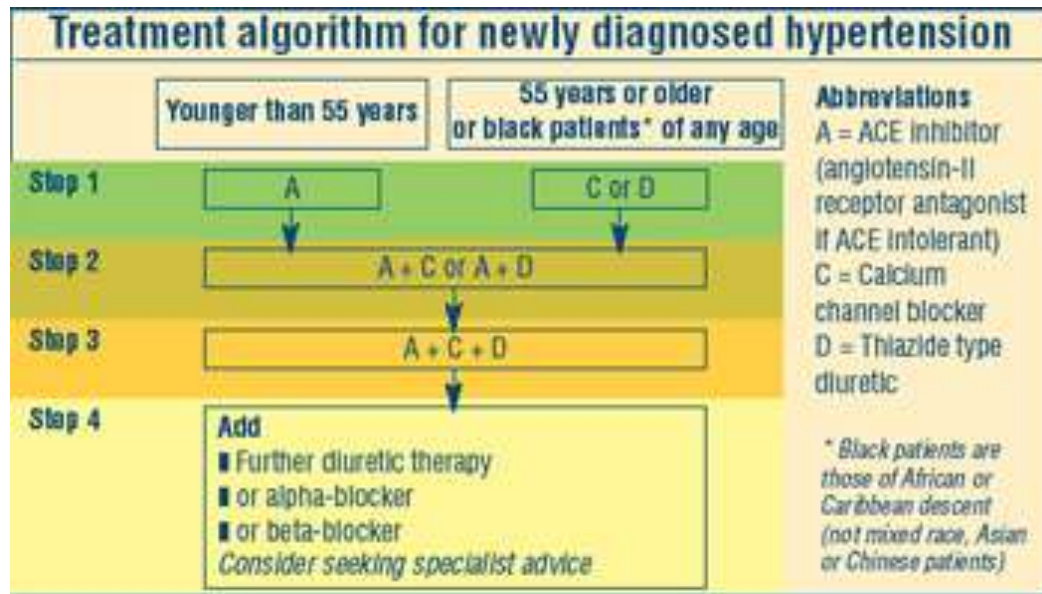 Treatment algorithm for newly diagnosed hypertension
Younger than 55 years
55 years or older
or black patients* of any age
Step 1
A
C or D
Step 2
A + C or A + D
Step 3
A + C + D
Step 4
Add
▮ Further diuretic therapy
▮ or alpha-blocker
▮ or beta-blocker
Consider seeking specialist advice
Abbreviations
A = ACE inhibitor
(angiotensin-II
receptor antagonist
if ACE intolerant)
C = Calcium
channel blocker
D = Thiazide type
diuretic
* Black patients are
those of African or
Caribbean descent
(not mixed race, Asian
or Chinese patients)